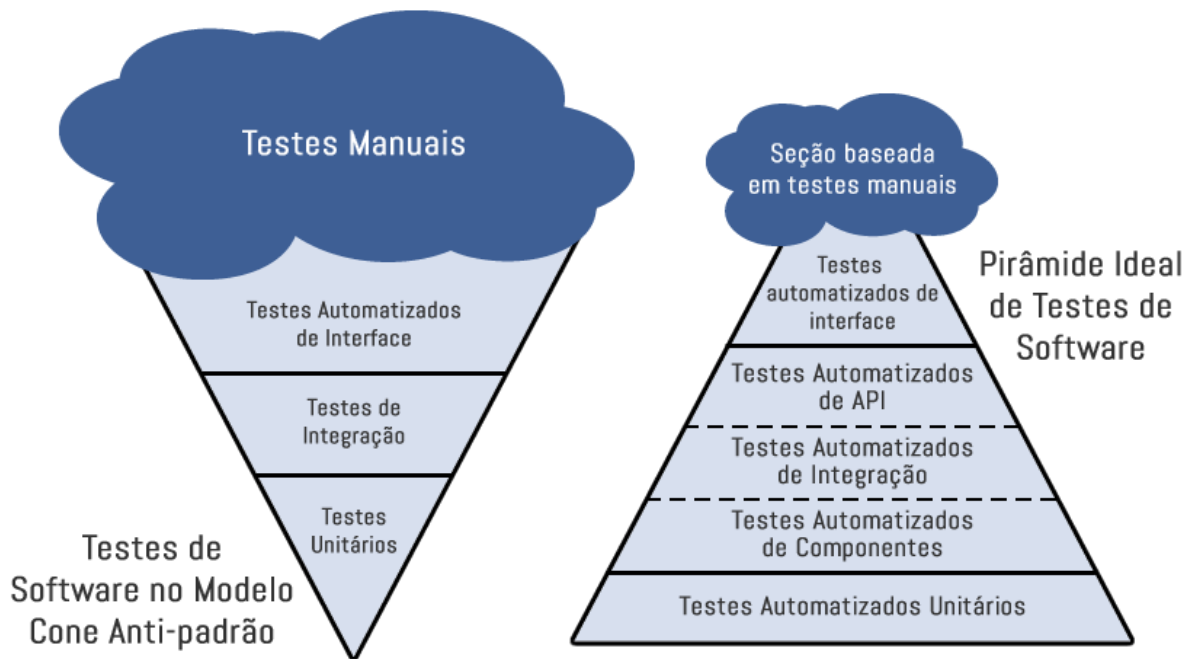 Testes Manuais
Testes Automatizados
de Interface
Testes de
Integração
Testes
Unitários
Testes de
Software no Modelo
Cone Anti-padrão
Seção baseada
em testes manuais
Testes
automatizados de
interface
Testes Automatizados
de API
Testes Automatizados
de Integração
Testes Automatizados
de Componentes
Testes Automatizados Unitários
Pirâmide Ideal
de Testes de
Software